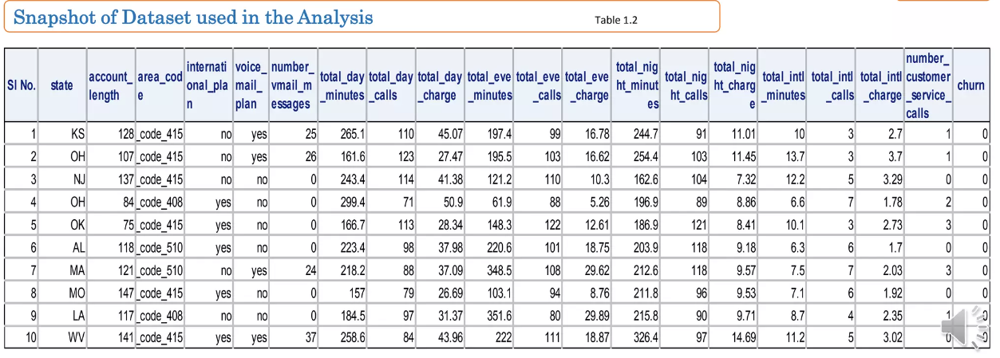 Snapshot of Dataset used in the Analysis Table 1.2
Sl No. state account_length area_code international_plan voice_mail_plan number_vmail_messages total_day_minutes total_day_calls total_day_charge total_eve_minutes total_eve_calls total_eve_charge total_night_minutes total_night_calls total_night_charge total_intl_minutes total_intl_calls total_intl_charge number_customer_service_calls churn
1 KS 128 _code_415 no yes 25 265.1 110 45.07 197.4 99 16.78 244.7 91 11.01 10 3 2.7 1 0
2 OH 107 _code_415 no yes 26 161.6 123 27.47 195.5 103 16.62 254.4 103 11.45 13.7 3 3.7 1 0
3 NJ 137 _code_415 no no 0 243.4 114 41.38 121.2 110 10.3 162.6 104 7.32 12.2 5 3.29 0 0
4 OH 84 _code_408 yes no 0 299.4 71 50.9 61.9 88 5.26 196.9 89 8.86 6.6 7 1.78 2 0
5 OK 75 _code_415 yes no 0 166.7 113 28.34 148.3 122 12.61 186.9 121 8.41 10.1 3 2.73 3 0
6 AL 118 _code_510 yes no 0 223.4 98 37.98 220.6 101 18.75 203.9 118 9.18 6.3 6 1.7 0 0
7 MA 121 _code_510 no yes 24 218.2 88 37.09 348.5 108 29.62 212.6 118 9.57 7.5 7 2.03 3 0
8 MO 147 _code_415 yes no 0 157 79 26.69 103.1 94 8.76 211.8 96 9.53 7.1 6 1.92 0 0
9 LA 117 _code_408 no no 0 184.5 97 31.37 351.6 80 29.89 215.8 90 9.71 8.7 4 2.35 1 0
10 WV 141 _code_415 yes yes 37 258.6 84 43.96 222 111 18.87 326.4 97 14.69 11.2 5 3.02 0 0